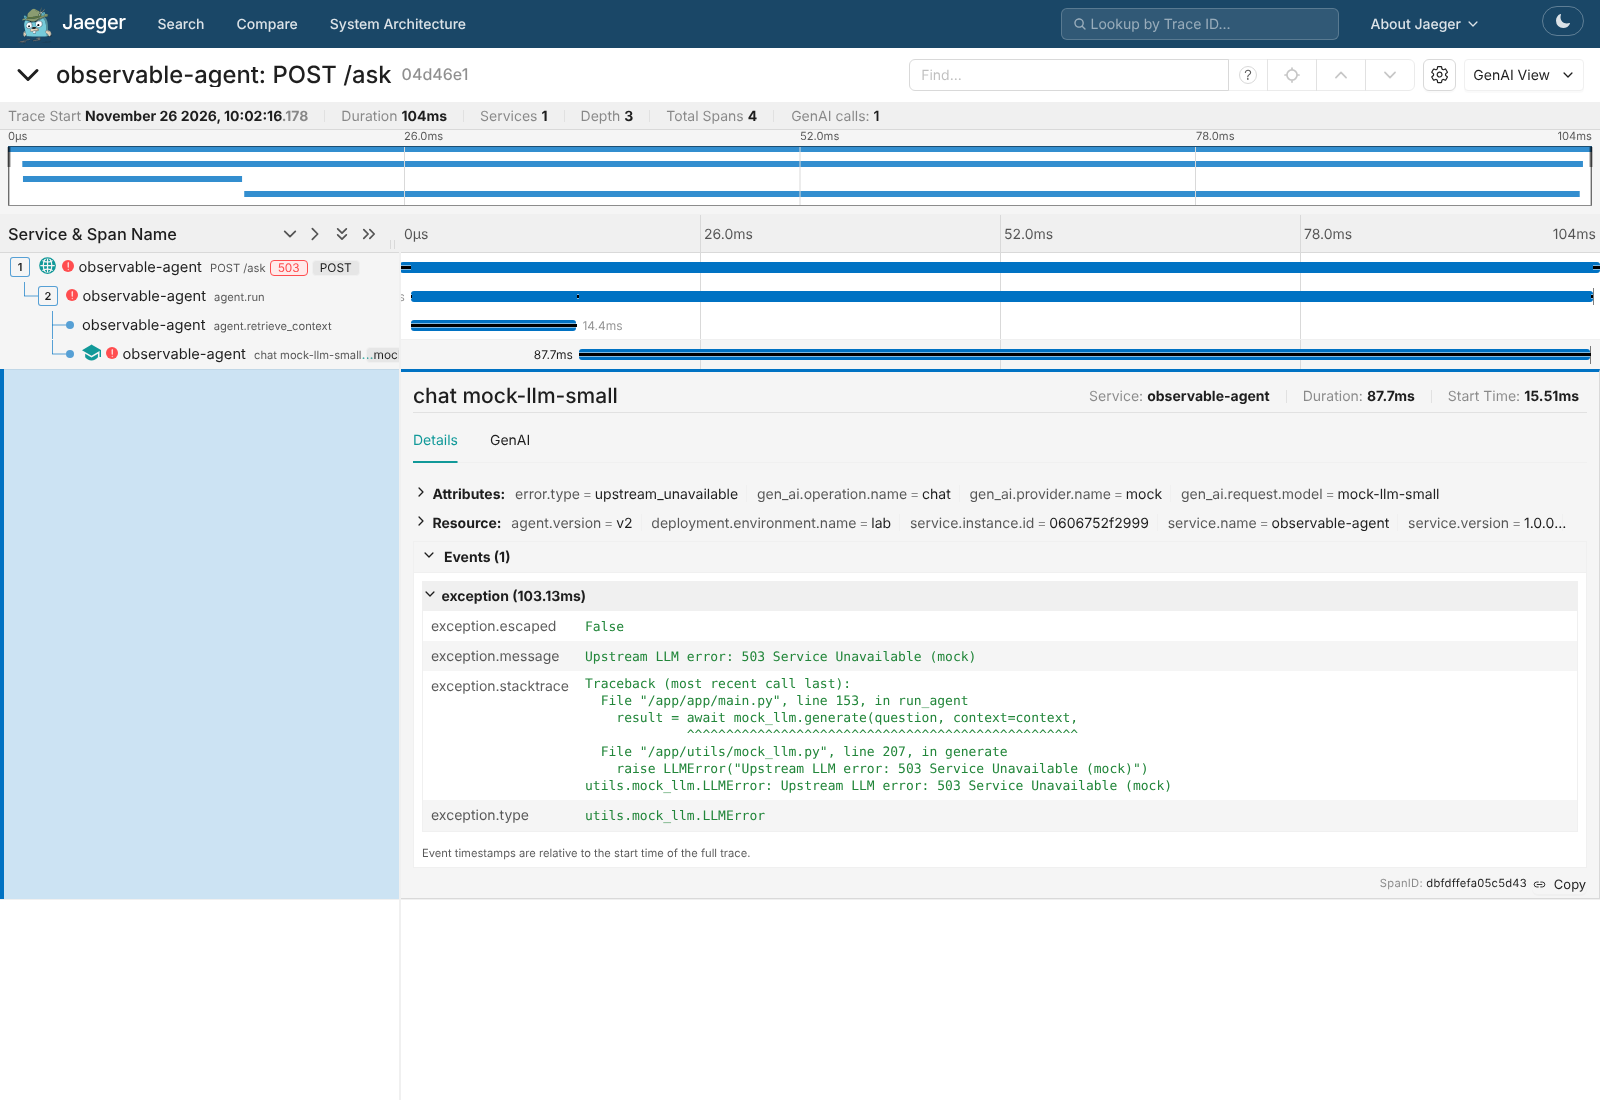 Jaeger
Search
Compare
System Architecture
Lookup by Trace ID...
About Jaeger
observable-agent: POST /ask 04d46e1
Find...
?
GenAI View
Trace Start November 26 2026, 10:02:16.178
Duration 104ms
Services 1
Depth 3
Total Spans 4
GenAI calls: 1
0μs 26.0ms 52.0ms 78.0ms 104ms
Service & Span Name
0μs 26.0ms 52.0ms 78.0ms 104ms
1 observable-agent POST /ask 503 POST
2 observable-agent agent.run
observable-agent agent.retrieve_context 14.4ms
observable-agent chat mock-llm-small... moc 87.7ms
chat mock-llm-small
Service: observable-agent
Duration: 87.7ms
Start Time: 15.51ms
Details
GenAI
Attributes: error.type = upstream_unavailable gen_ai.operation.name = chat gen_ai.provider.name = mock gen_ai.request.model = mock-llm-small
Resource: agent.version = v2 deployment.environment.name = lab service.instance.id = 0606752f2999 service.name = observable-agent service.version = 1.0.0...
Events (1)
exception (103.13ms)
exception.escaped False
exception.message Upstream LLM error: 503 Service Unavailable (mock)
exception.stacktrace Traceback (most recent call last):
File "/app/app/main.py", line 153, in run_agent
result = await mock_llm.generate(question, context=context,
^^^^^^^^^^^^^^^^^^^^^^^^^^^^^^^^^^^^^^^^^^^^^^^^^^
File "/app/utils/mock_llm.py", line 207, in generate
raise LLMError("Upstream LLM error: 503 Service Unavailable (mock)")
utils.mock_llm.LLMError: Upstream LLM error: 503 Service Unavailable (mock)
exception.type utils.mock_llm.LLMError
Event timestamps are relative to the start time of the full trace.
SpanID: dbfdffefa05c5d43 Copy